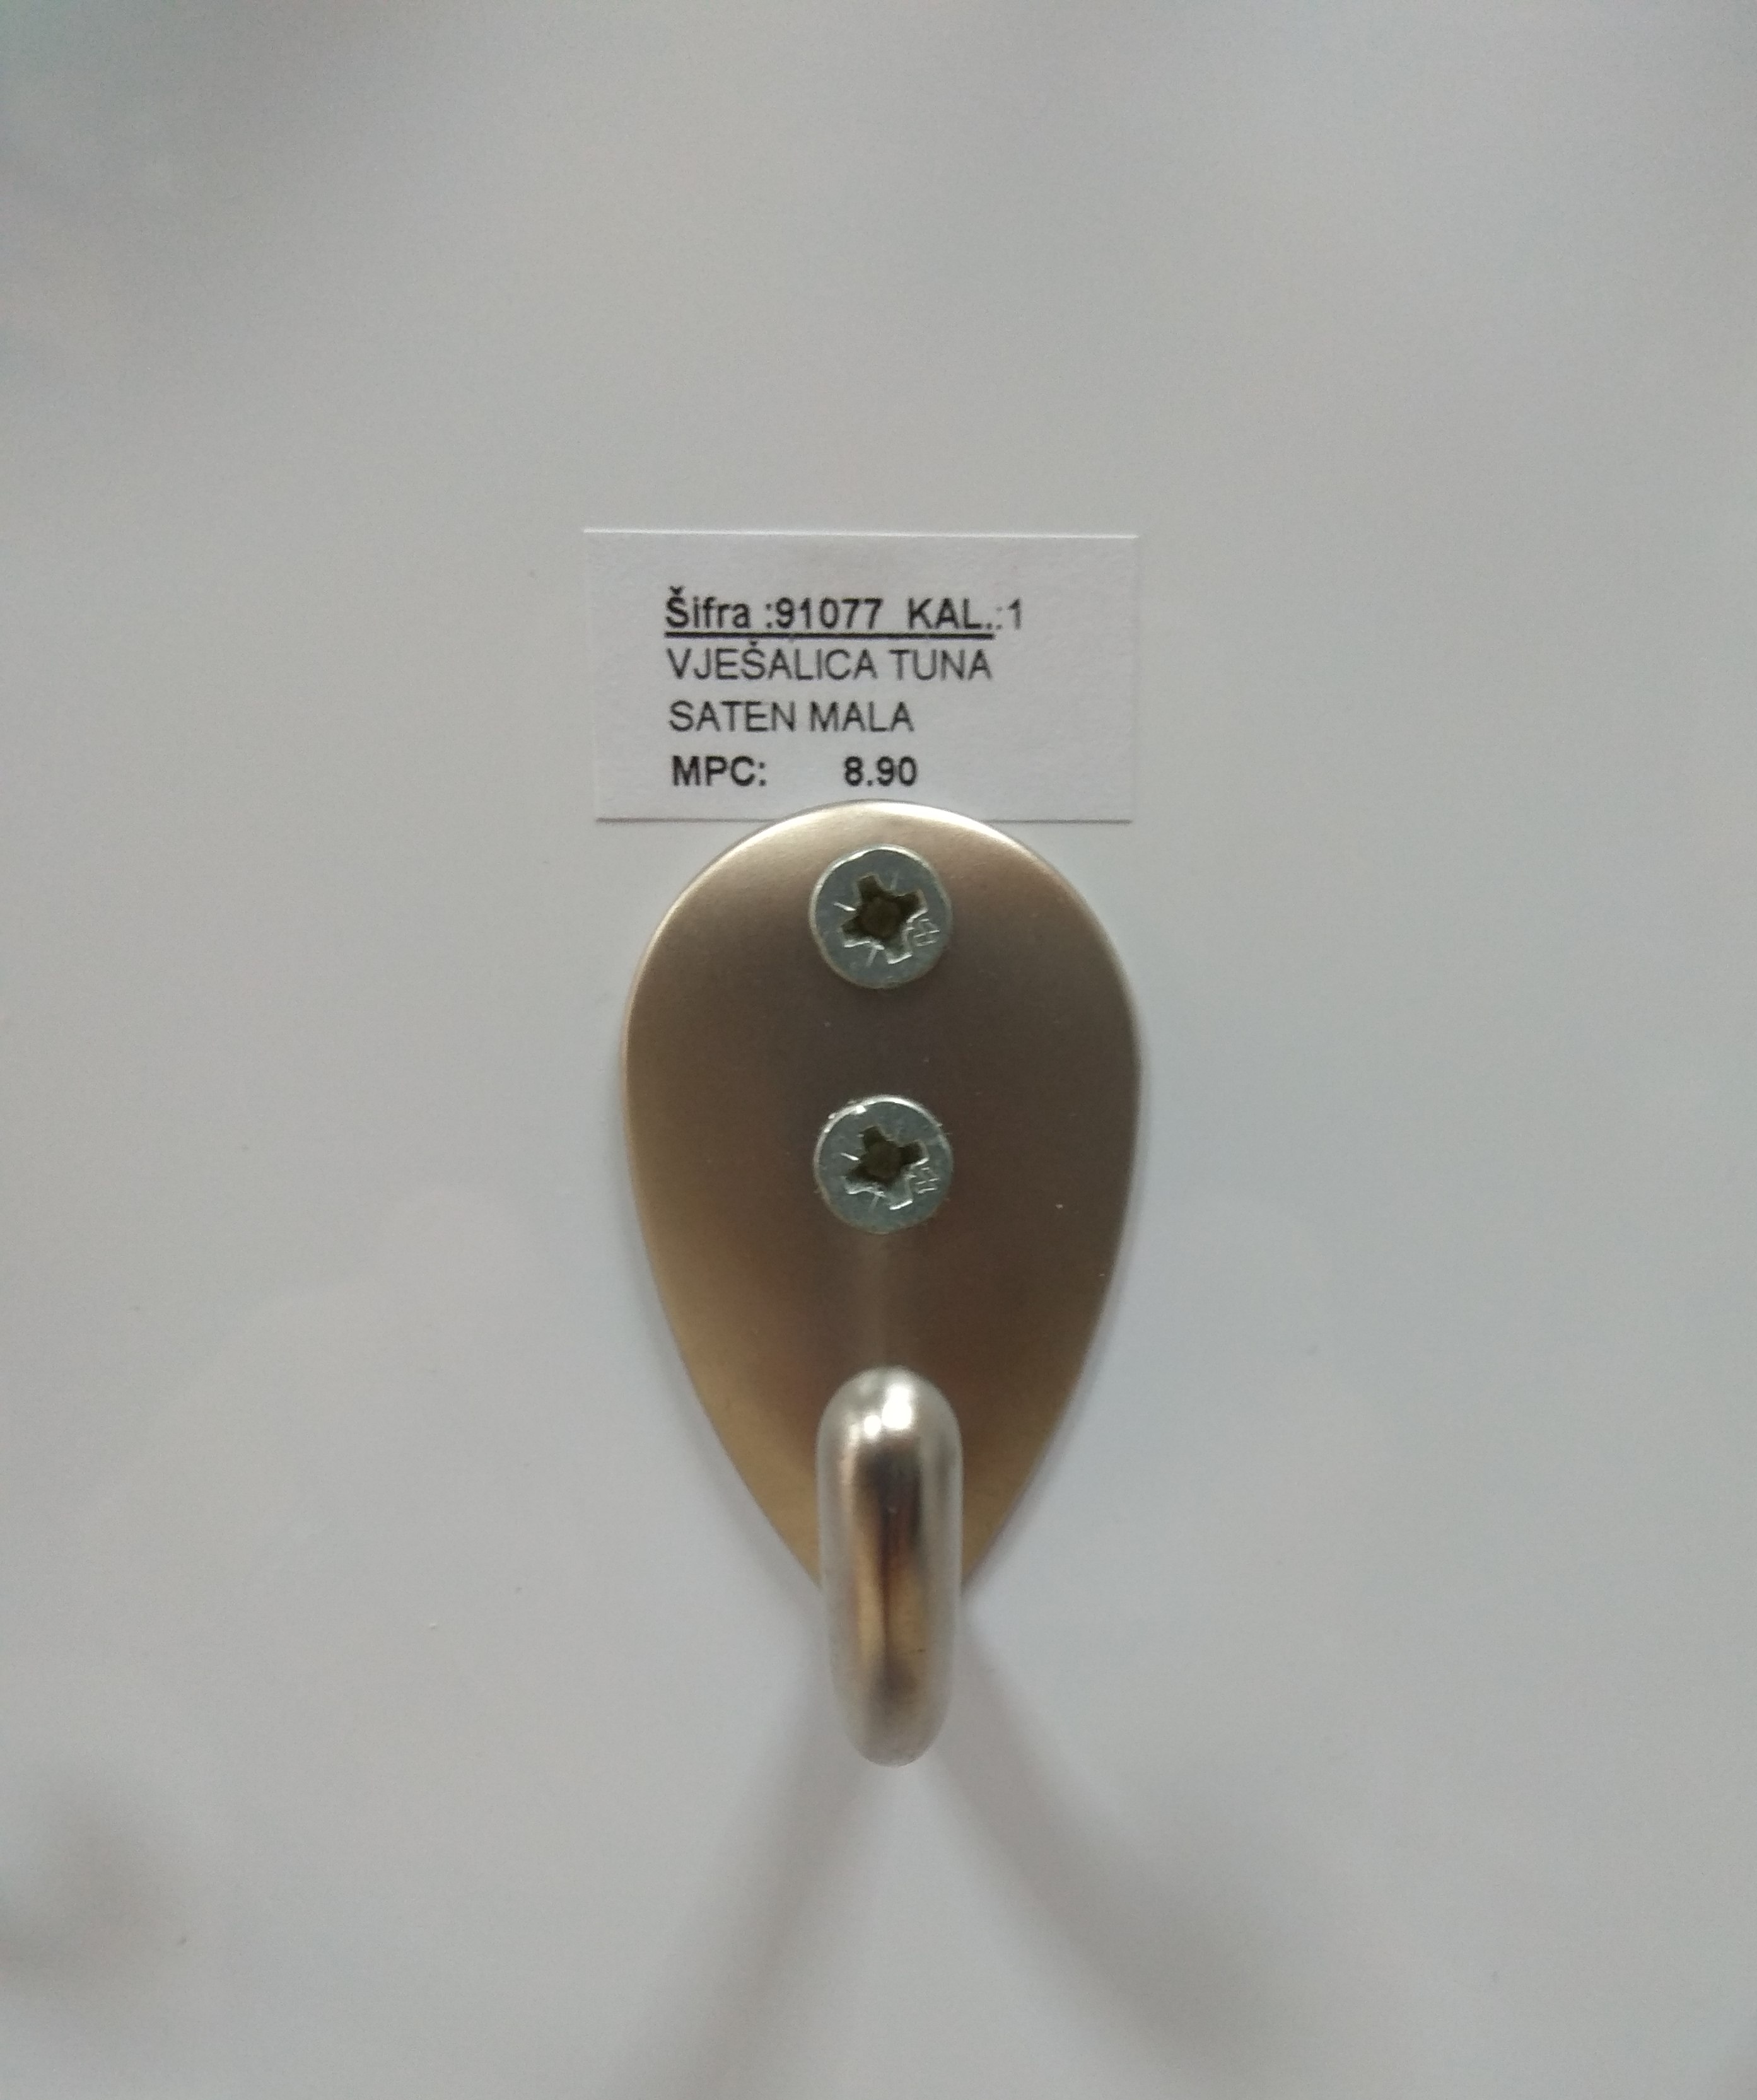 Šifra :91077 KAL.:1
VJEŠALICA TUNA
SATEN MALA
MPC: 8.90